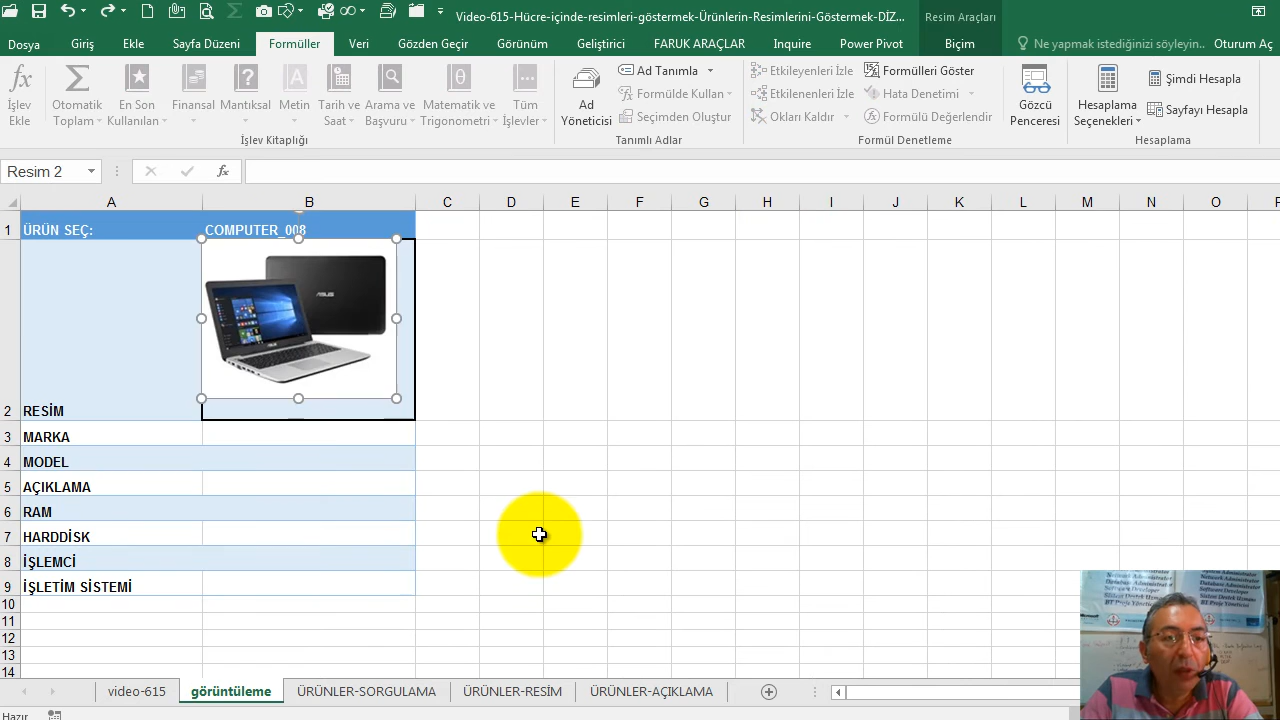 Video-615-Hücre-içinde-resimleri-göstermek-Ürünlerin-Resimlerini-Göstermek-DİZ...
Resim Araçları
Dosya Giriş Ekle Sayfa Düzeni Formüller Veri Gözden Geçir Görünüm Geliştirici FARUK ARAÇLAR Inquire Power Pivot Biçim Ne yapmak istediğinizi söyleyin... Oturum Aç
İşlev Ekle
Otomatik Toplam
En Son Kullanılan
Finansal
Mantıksal
Metin
Tarih ve Saat
Arama ve Başvuru
Matematik ve Trigonometri
Tüm İşlevler
İşlev Kitaplığı
Ad Yöneticisi
Ad Tanımla
Formülde Kullan
Seçimden Oluştur
Tanımlı Adlar
Etkileyenleri İzle
Etkilenenleri İzle
Okları Kaldır
Formülleri Göster
Hata Denetimi
Formülü Değerlendir
Formül Denetleme
Gözcü Penceresi
Hesaplama Seçenekleri
Şimdi Hesapla
Sayfayı Hesapla
Hesaplama
Resim 2
fx
A B C D E F G H I J K L M N O P
1 ÜRÜN SEÇ: COMPUTER_008
ASUS
2 RESİM
3 MARKA
4 MODEL
5 AÇIKLAMA
6 RAM
7 HARDDİSK
8 İŞLEMCİ
9 İŞLETİM SİSTEMİ
10
11
12
13
14
video-615 görüntüleme ÜRÜNLER-SORGULAMA ÜRÜNLER-RESİM ÜRÜNLER-AÇIKLAMA
Hazır